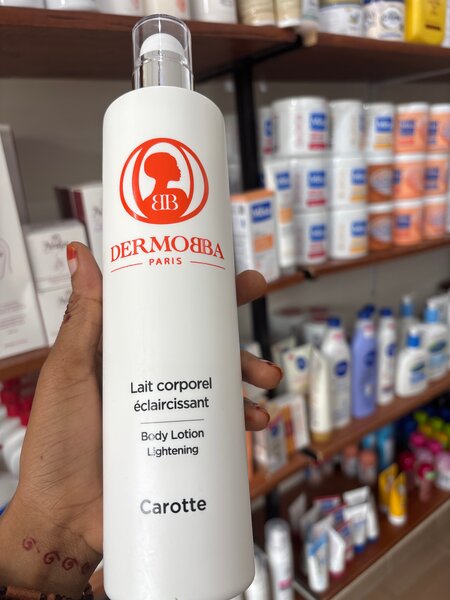 BB
DERMOBBA
PARIS
Lait corporel
éclaircissant
Body Lotion
Lightening
Carotte